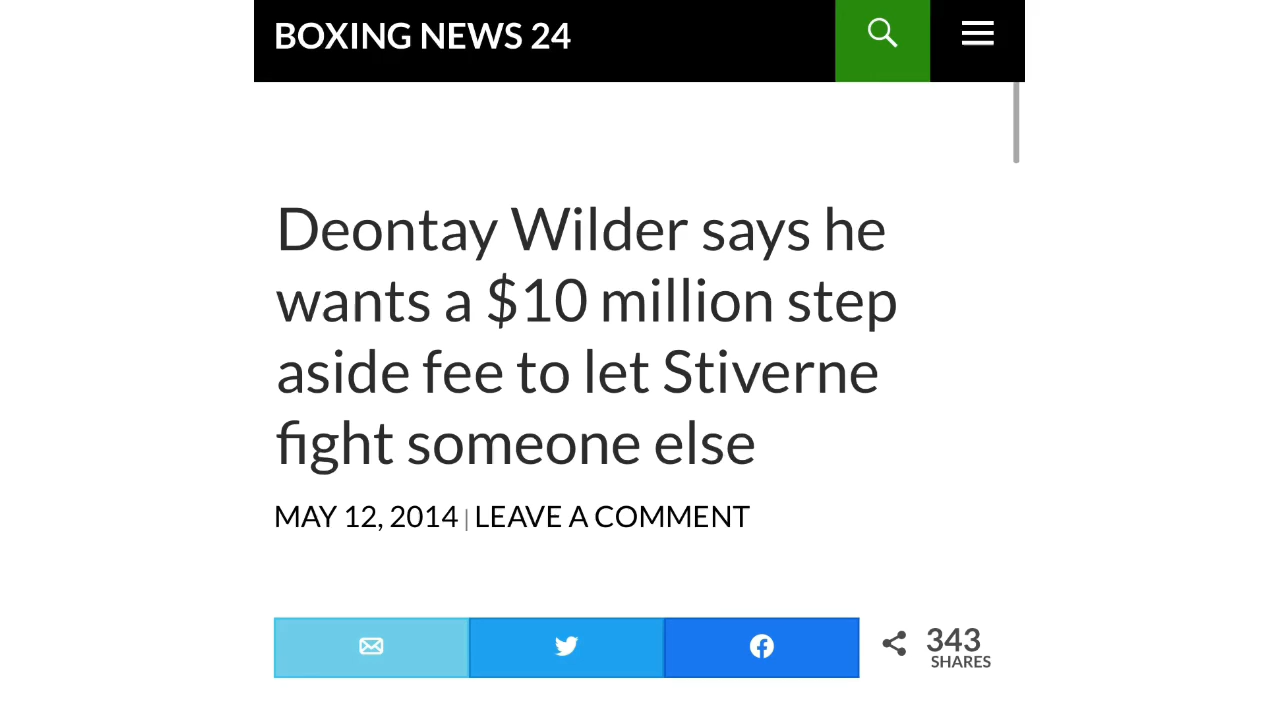 BOXING NEWS 24
Deontay Wilder says he
wants a $10 million step
aside fee to let Stiverne
fight someone else
MAY 12, 2014 | LEAVE A COMMENT
343
SHARES